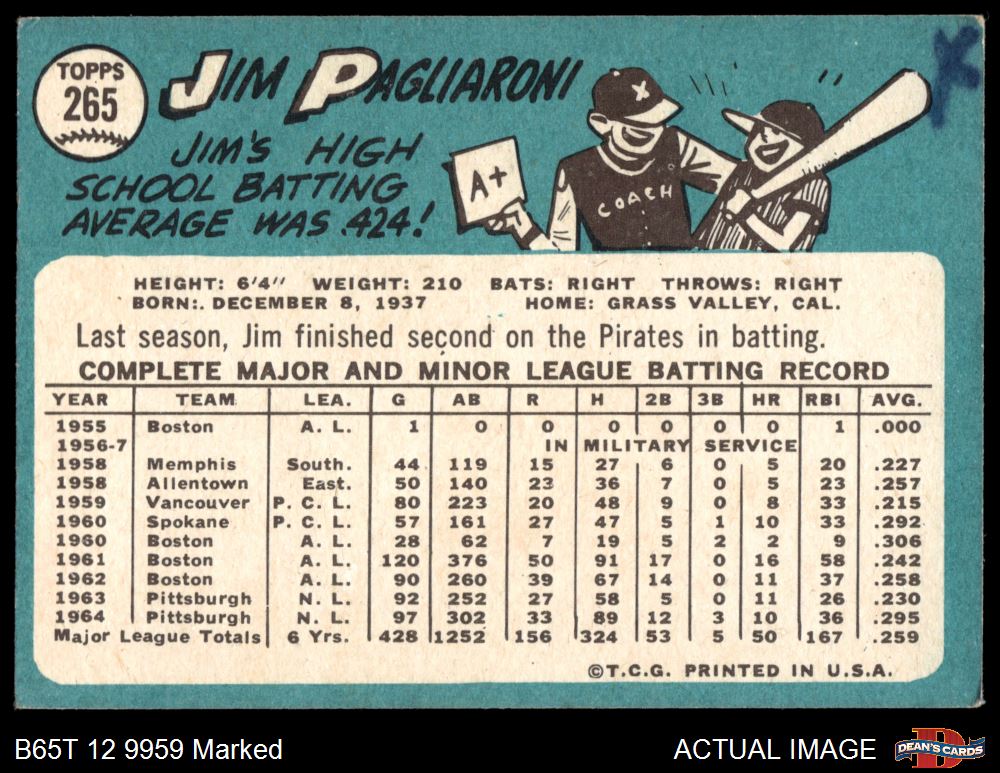 TOPPS
265
JIM PAGLIARONI
JIM'S HIGH
SCHOOL BATTING
AVERAGE WAS .424!
A+
X
COACH
HEIGHT: 6'4" WEIGHT: 210 BATS: RIGHT THROWS: RIGHT
BORN:. DECEMBER 8, 1937 HOME: GRASS VALLEY, CAL.
Last season, Jim finished second on the Pirates in batting.
COMPLETE MAJOR AND MINOR LEAGUE BATTING RECORD
YEAR TEAM LEA. G AB R H 2B 3B HR RBI AVG.
1955 Boston A. L. 1 0 0 0 0 0 0 1 .000
1956-7 IN MILITARY SERVICE
1958 Memphis South. 44 119 15 27 6 0 5 20 .227
1958 Allentown East. 50 140 23 36 7 0 5 23 .257
1959 Vancouver P. C. L. 80 223 20 48 9 0 8 33 .215
1960 Spokane P. C. L. 57 161 27 47 5 1 10 33 .292
1960 Boston A. L. 28 62 7 19 5 2 2 9 .306
1961 Boston A. L. 120 376 50 91 17 0 16 58 .242
1962 Boston A. L. 90 260 39 67 14 0 11 37 .258
1963 Pittsburgh N. L. 92 252 27 58 5 0 11 26 .230
1964 Pittsburgh N. L. 97 302 33 89 12 3 10 36 .295
Major League Totals 6 Yrs. 428 1252 156 324 53 5 50 167 .259
©T.C.G. PRINTED IN U.S.A.
B65T 12 9959 Marked
ACTUAL IMAGE
DEAN'S CARDS